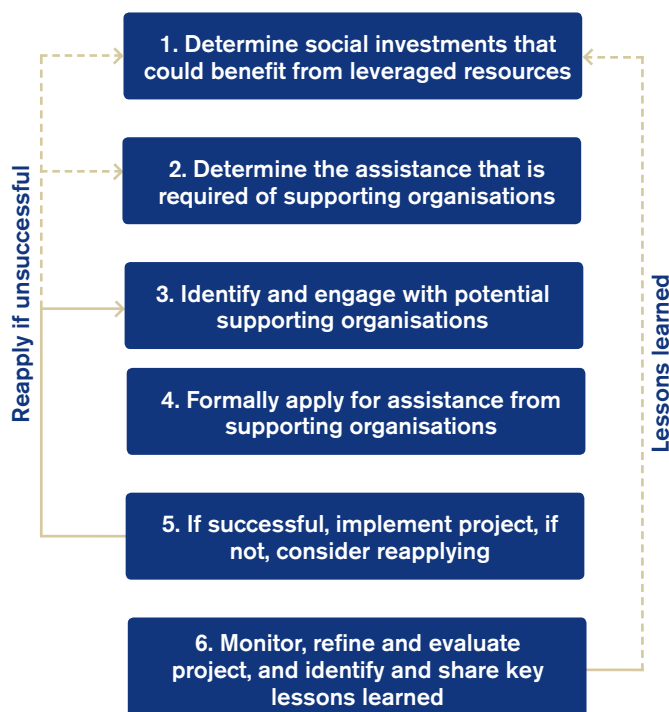 1. Determine social investments that
could benefit from leveraged resources
2. Determine the assistance that is
required of supporting organisations
3. Identify and engage with potential
supporting organisations
4. Formally apply for assistance from
supporting organisations
5. If successful, implement project, if
not, consider reapplying
6. Monitor, refine and evaluate
project, and identify and share key
lessons learned
Reapply if unsuccessful
Lessons learned